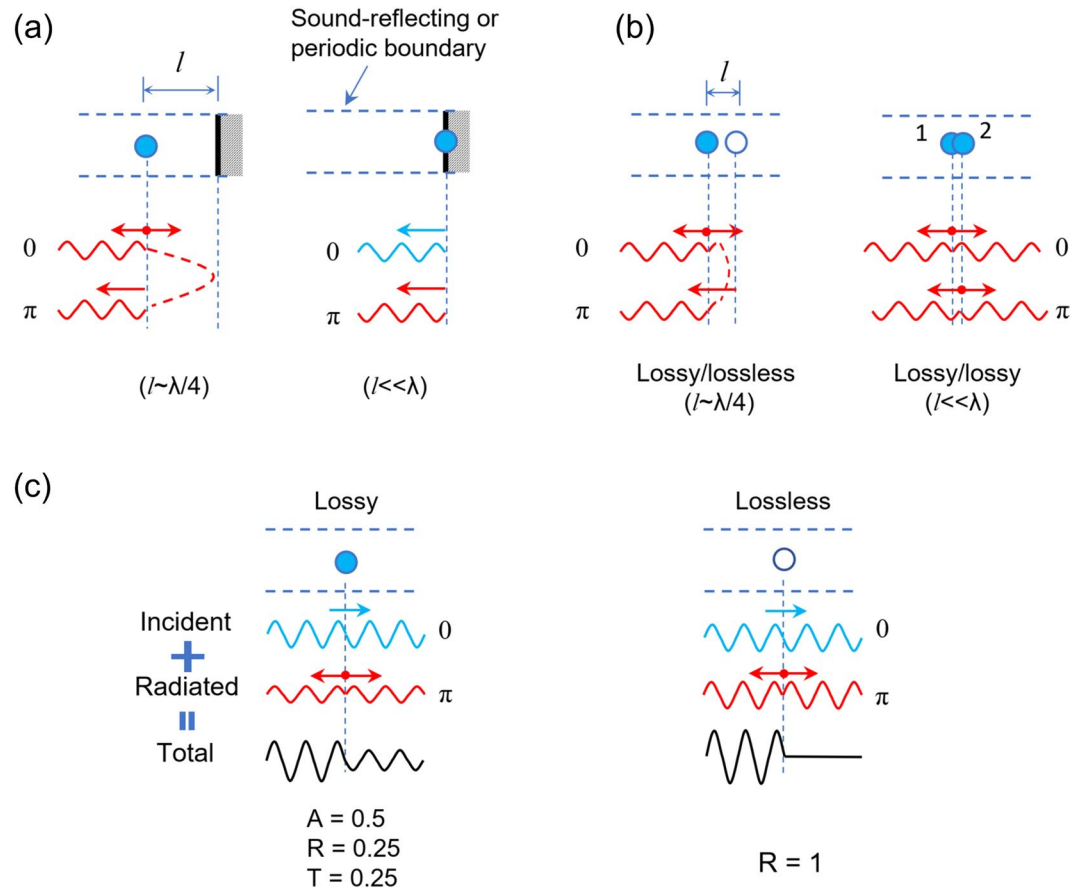 (a)
Sound-reflecting or
periodic boundary
l
0
π
0
π
(l~λ/4)
(l<<λ)
(b)
l
1
2
0
π
0
π
Lossy/lossless
(l~λ/4)
Lossy/lossy
(l<<λ)
(c)
Lossy
Lossless
Incident
+
Radiated
=
Total
0
π
0
π
A = 0.5
R = 0.25
T = 0.25
R = 1